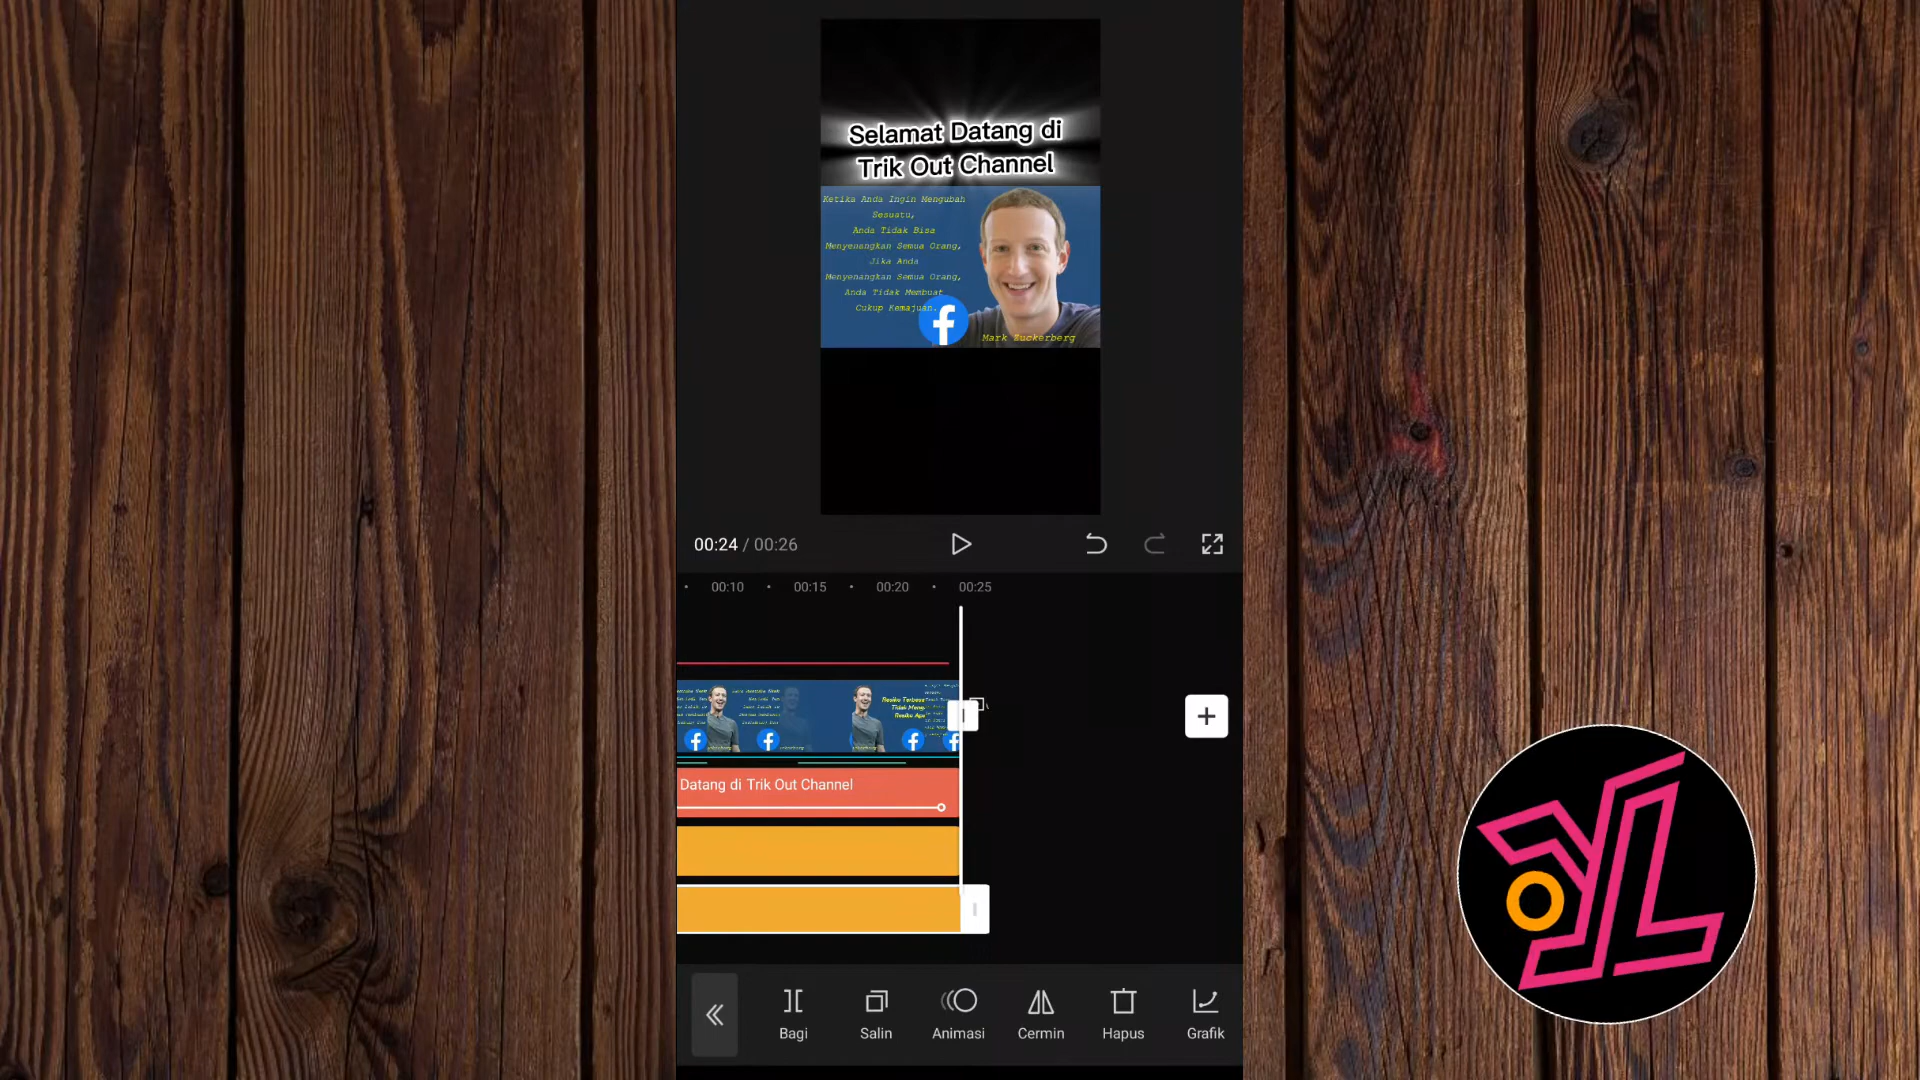 Selamat Datang di
Trik Out Channel
Ketika Anda Ingin Mengubah
Sesuatu,
Anda Tidak Bisa
Menyenangkan Semua Orang,
Jika Anda
Menyenangkan Semua Orang,
Anda Tidak Membuat
Cukup Kemajuan.
Mark Zuckerberg
00:24 / 00:26
00:10 00:15 00:20 00:25
Datang di Trik Out Channel
Bagi Salin Animasi Cermin Hapus Grafik